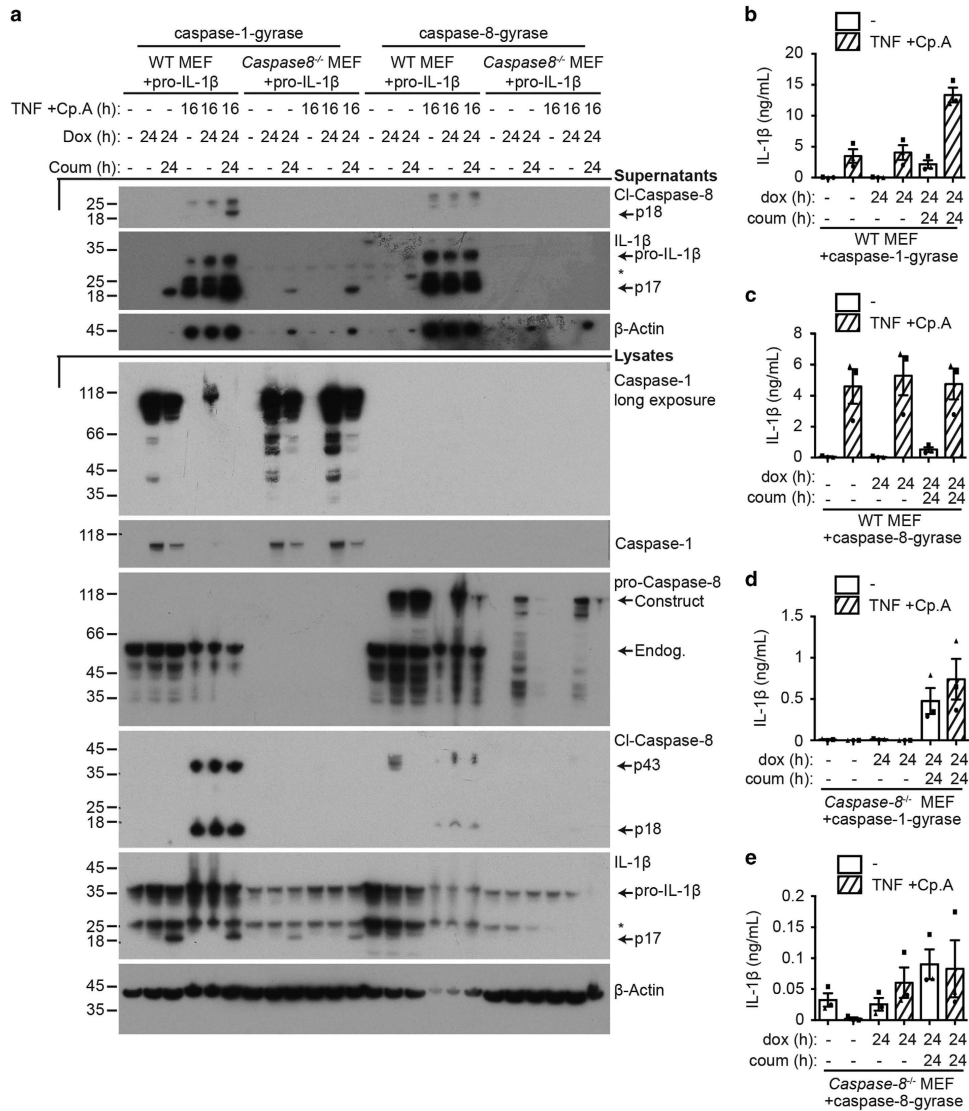 a
caspase-1-gyrase
caspase-8-gyrase
WT MEF +pro-IL-1β
Caspase8-/- MEF +pro-IL-1β
WT MEF +pro-IL-1β
Caspase8-/- MEF +pro-IL-1β
TNF +Cp.A (h): - - - 16 16 16 - - - 16 16 16 - - - 16 16 16 - - - 16 16 16
Dox (h): - 24 24 - 24 24 - 24 24 - 24 24 - 24 24 - 24 24 - 24 24 - 24 24
Coum (h): - - 24 - - 24 - - 24 - - 24 - - 24 - - 24 - - 24 - - 24
Supernatants
25
18
Cl-Caspase-8
p18
35
25
18
IL-1β
pro-IL-1β
*
p17
45
β-Actin
Lysates
118
66
45
35
Caspase-1
long exposure
118
Caspase-1
118
66
45
35
pro-Caspase-8
Construct
Endog.
45
35
25
18
Cl-Caspase-8
p43
p18
45
35
25
18
IL-1β
pro-IL-1β
*
p17
45
35
β-Actin
b
-
TNF +Cp.A
IL-1β (ng/mL)
20
15
10
5
0
dox (h): - - 24 24 24 24
coum (h): - - - - 24 24
WT MEF
+caspase-1-gyrase
c
-
TNF +Cp.A
IL-1β (ng/mL)
8
6
4
2
0
dox (h): - - 24 24 24 24
coum (h): - - - - 24 24
WT MEF
+caspase-8-gyrase
d
-
TNF +Cp.A
IL-1β (ng/mL)
1.5
1
0.5
0
dox (h): - - 24 24 24 24
coum (h): - - - - 24 24
Caspase-8-/- MEF
+caspase-1-gyrase
e
-
TNF +Cp.A
IL-1β (ng/mL)
0.2
0.15
0.1
0.05
0
dox (h): - - 24 24 24 24
coum (h): - - - - 24 24
Caspase-8-/- MEF
+caspase-8-gyrase